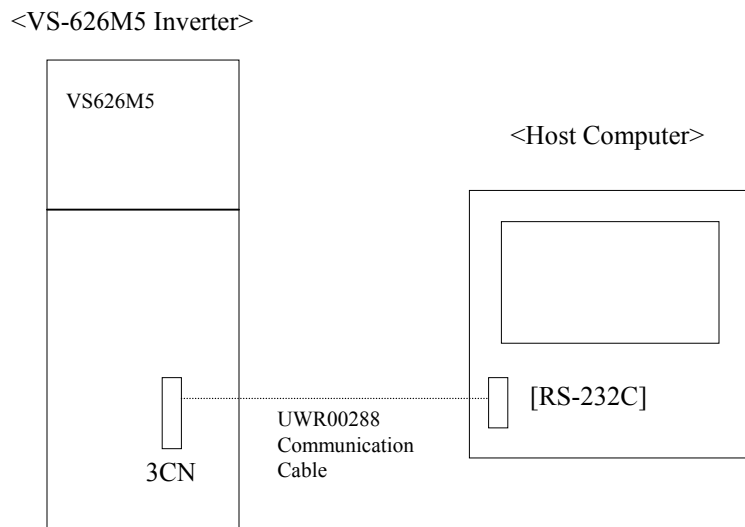 <VS-626M5 Inverter>
VS626M5
<Host Computer>
[RS-232C]
UWR00288
Communication
Cable
3CN